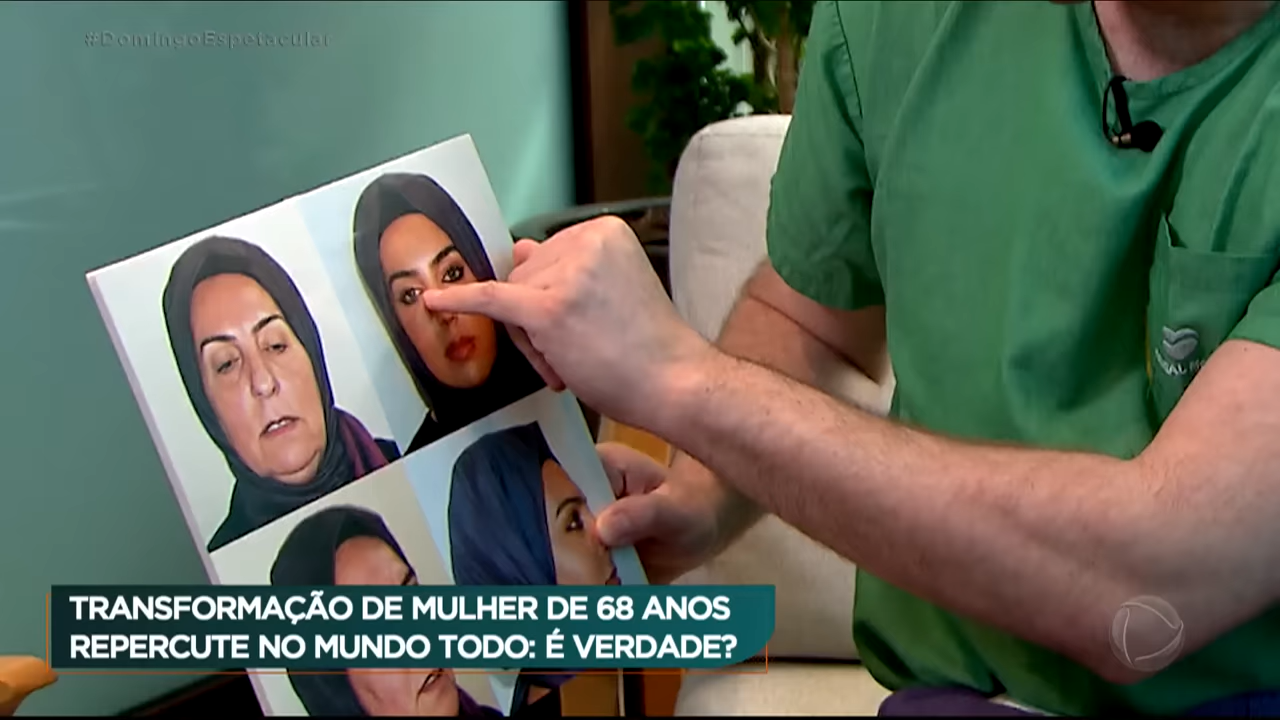 #DomingoEspetacular
TRANSFORMAÇÃO DE MULHER DE 68 ANOS
REPERCUTE NO MUNDO TODO: É VERDADE?